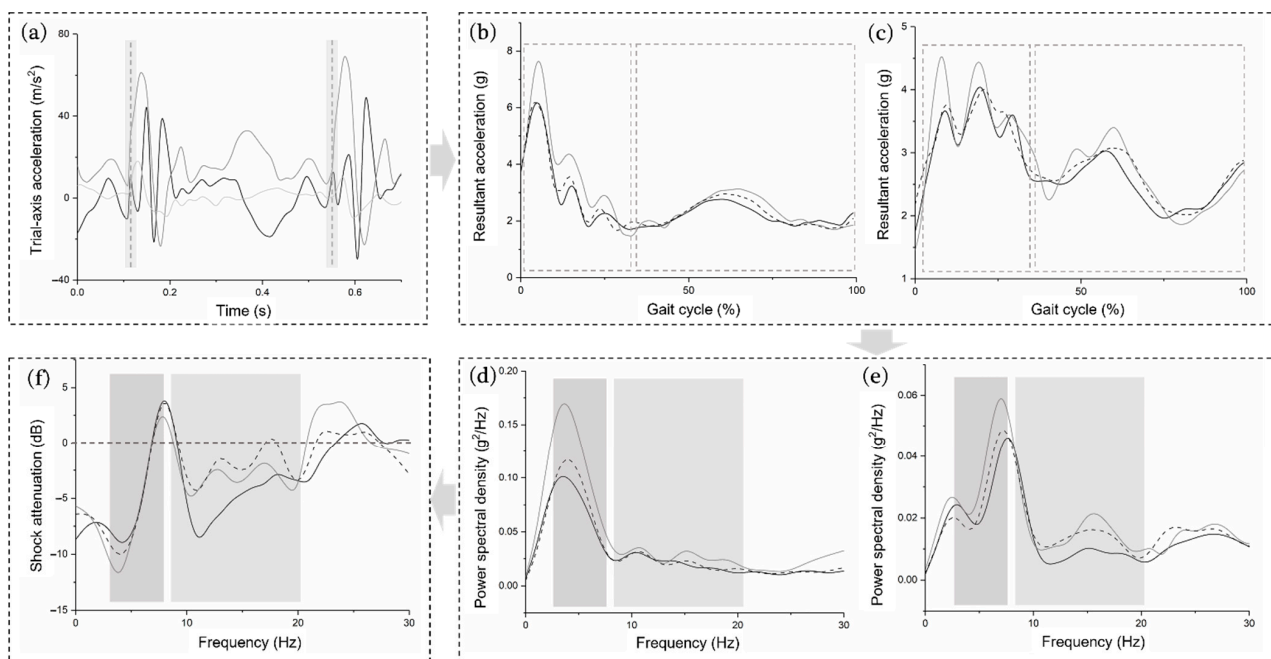 (a)
80
40
0
−40
Trial-axis acceleration (m/s²)
0.0 0.2 0.4 0.6
Time (s)
(b)
8
6
4
2
0
Resultant acceleration (g)
0 50 100
Gait cycle (%)
(c)
5
4
3
2
1
Resultant acceleration (g)
0 50 100
Gait cycle (%)
(f)
5
0
−5
−10
−15
Shock attenuation (dB)
0 10 20 30
Frequency (Hz)
(d)
0.20
0.15
0.10
0.05
0.00
Power spectral density (g²/Hz)
0 10 20 30
Frequency (Hz)
(e)
0.06
0.04
0.02
0.00
Power spectral density (g²/Hz)
0 10 20 30
Frequency (Hz)